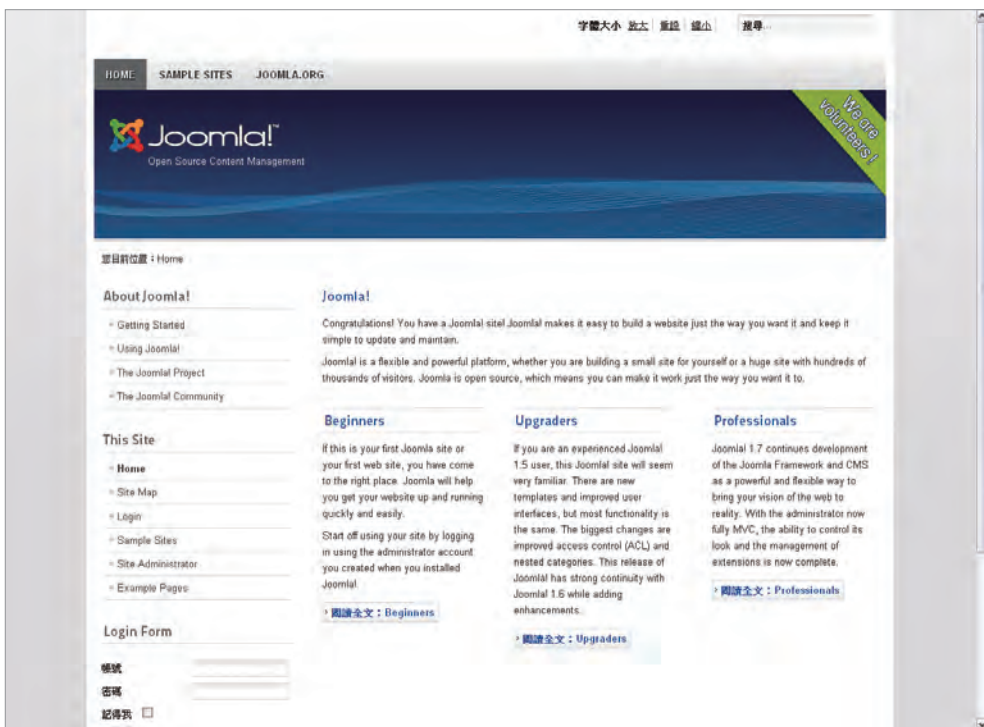 字體大小 放大 重設 縮小 搜尋...
HOME SAMPLE SITES JOOMLA.ORG
We are
volunteers!
Joomla!™
Open Source Content Management
您目前位置：Home
About Joomla!
Getting Started
Using Joomla!
The Joomla! Project
The Joomla! Community
This Site
Home
Site Map
Login
Sample Sites
Site Administrator
Example Pages
Login Form
帳號
密碼
記得我
Joomla!
Congratulations! You have a Joomla! site! Joomla! makes it easy to build a website just the way you want it and keep it
simple to update and maintain.
Joomla! is a flexible and powerful platform, whether you are building a small site for yourself or a huge site with hundreds of
thousands of visitors. Joomla is open source, which means you can make it work just the way you want it to.
Beginners
If this is your first Joomla site or
your first web site, you have come
to the right place. Joomla will help
you get your website up and running
quickly and easily.
Start off using your site by logging
in using the administrator account
you created when you installed
Joomla!.
閱讀全文：Beginners
Upgraders
If you are an experienced Joomla!
1.5 user, this Joomla! site will seem
very familiar. There are new
templates and improved user
interfaces, but most functionality is
the same. The biggest changes are
improved access control (ACL) and
nested categories. This release of
Joomla! has strong continuity with
Joomla! 1.6 while adding
enhancements.
閱讀全文：Upgraders
Professionals
Joomla! 1.7 continues development
of the Joomla Framework and CMS
as a powerful and flexible way to
bring your vision of the web to
reality. With the administrator now
fully MVC, the ability to control its
look and the management of
extensions is now complete.
閱讀全文：Professionals